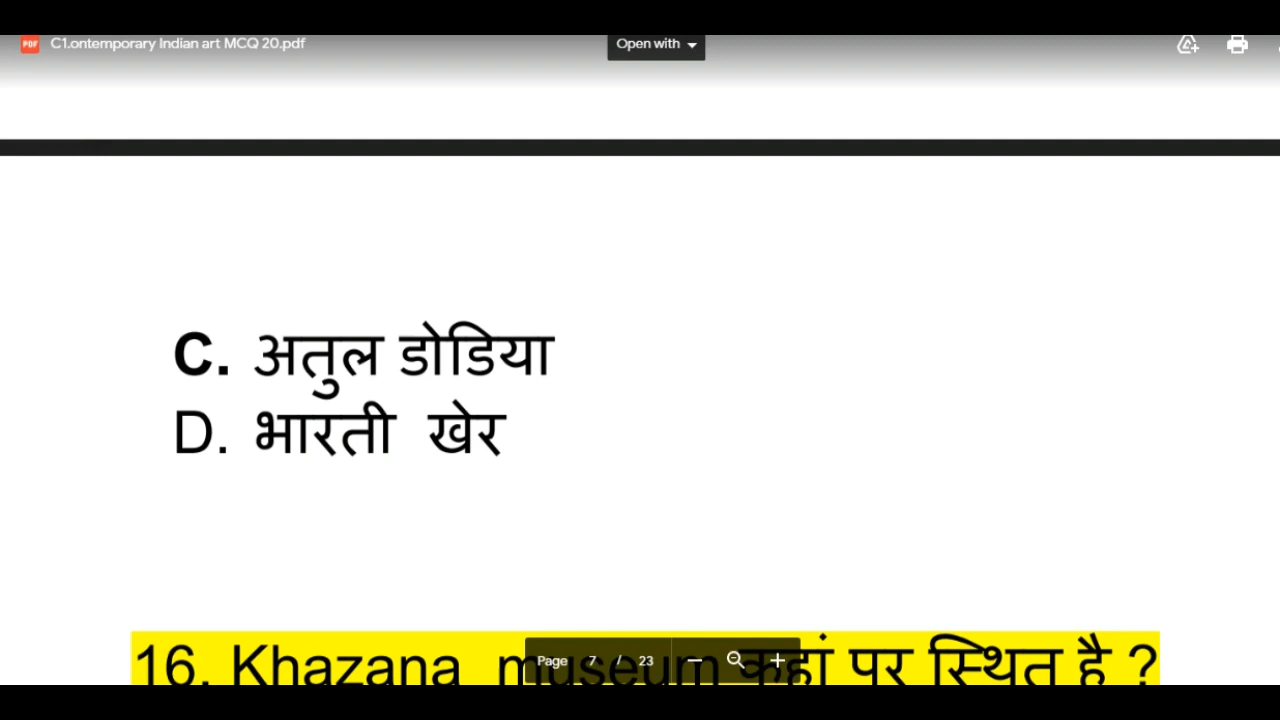 PDF C1.ontemporary Indian art MCQ 20.pdf Open with
C. अतुल डोडिया
D. भारती खेर
16. Khazana museum कहां पर स्थित है ?
Page 7 / 23